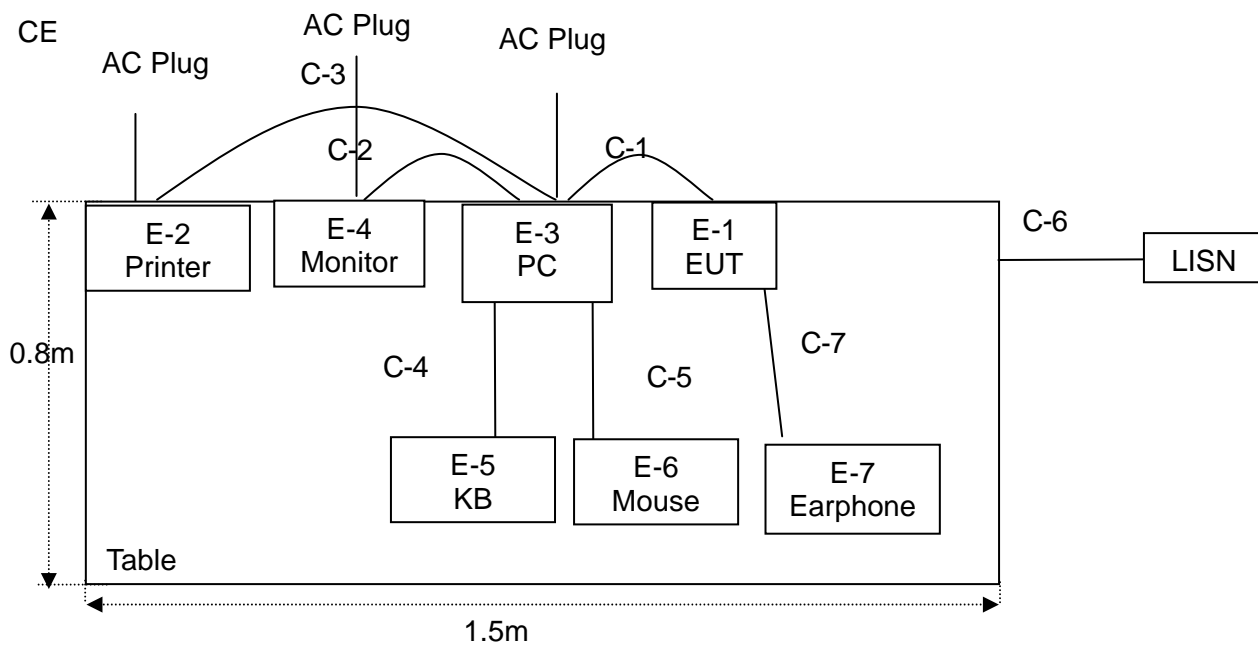 CE
AC Plug
AC Plug
AC Plug
C-3
C-2
C-1
E-2
Printer
E-4
Monitor
E-3
PC
E-1
EUT
C-6
LISN
0.8m
C-4
C-5
C-7
E-5
KB
E-6
Mouse
E-7
Earphone
Table
1.5m